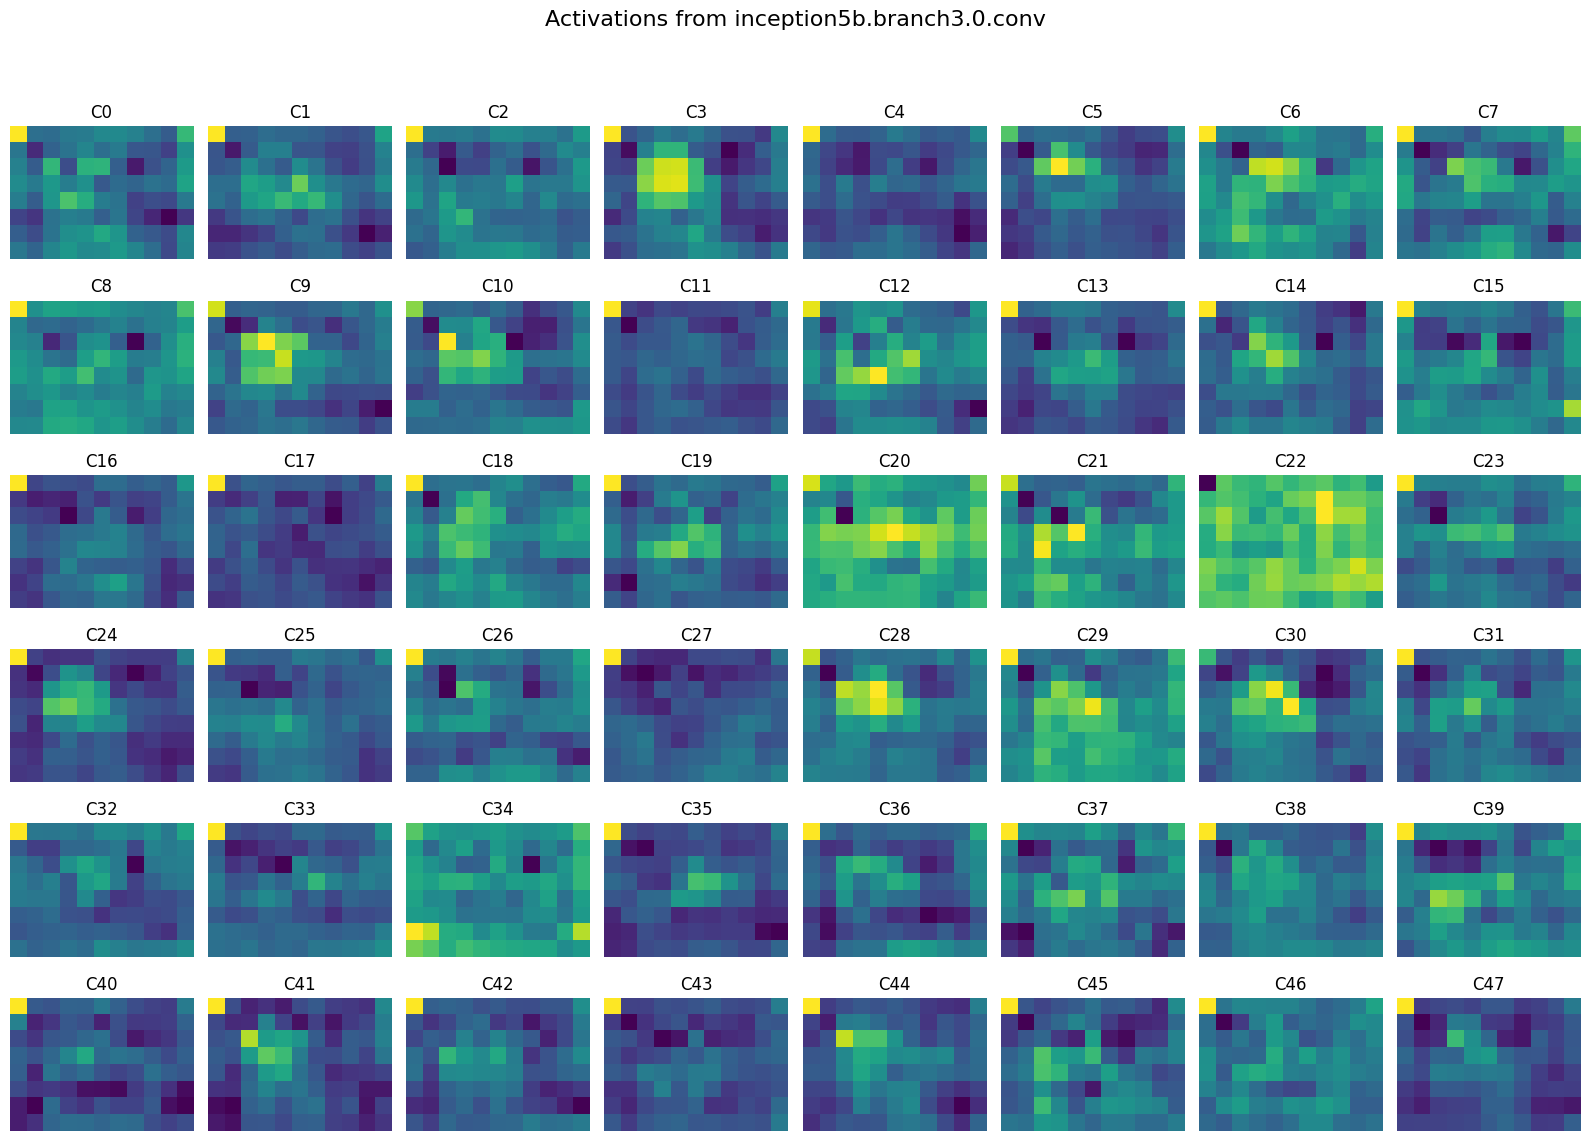 Activations from inception5b.branch3.0.conv
C0 C1 C2 C3 C4 C5 C6 C7
C8 C9 C10 C11 C12 C13 C14 C15
C16 C17 C18 C19 C20 C21 C22 C23
C24 C25 C26 C27 C28 C29 C30 C31
C32 C33 C34 C35 C36 C37 C38 C39
C40 C41 C42 C43 C44 C45 C46 C47